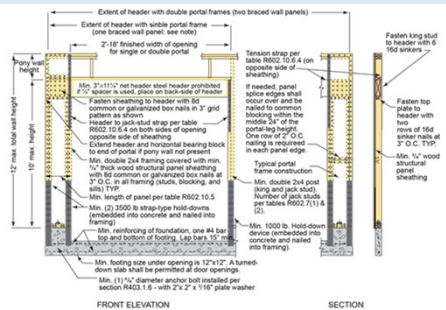 Extent of header with double portal frames (two braced wall panels)
Extent of header with sinble portal frame
(one braced wall panel: see note)
2'-18' finished width of opening
for single or double portal
Pony wall
height
12' max. total wall height
10' max. height
Min. 3"×11¼" net header steel header prohibited
if ½" spacer is used, place on back-side of header
Fasten sheathing to header with 8d
common or galvanized box nails in 3" grid
pattern as shown
Header to jack-stud strap per table
R602.10.6.4 on both sides of opening
opposite side of sheathing
Extend header and horizontal bearing block
to end of portal if pony wall not present
Min. double 2x4 framing covered with min.
⅜" thick wood structural panel sheathing
with 8d common or galvanized box nails at
3" O.C. in all framing (studs, blocking, and
sills) TYP.
Min. length of panel per table R602.10.5
Min. (2) 3500 lb strap-type hold-downs
(embedded into concrete and nailed into
framing)
Min. reinforcing of foundation, one #4 bar
top and bottom of footing. Lap bars 15" min.
Min. footing size under opening is 12"x12". A turned-
down slab shall be permitted at door openings.
Min. (1) ⅝" diameter anchor bolt installed per
section R403.1.6 - with 2"x 2" x 3/16" plate washer
Tension strap per
table R602.10.6.4 (on
opposite side of
sheathing)
If needed, panel
splice edges shall
occur over and be
nailed to common
blocking within the
middle 24" of the
portal-leg height.
One row of 2" O.C
nailing is required
in each panel edge.
Typical portal
frame construction
Min. double 2x4 post
(king and jack stud).
Number of jack studs
per tables R602.7(1) &
(2).
Min. 1000 lb. Hold-down
device (embedded into
concrete and nailed into
framing).
Fasten king stud
to header with 6
16d sinkers
Fasten top
plate to
header with
two
rows of 16d
sinker nails at
3" O.C. TYP.
Min. ⅜" wood
structural panel
sheathing
FRONT ELEVATION
SECTION